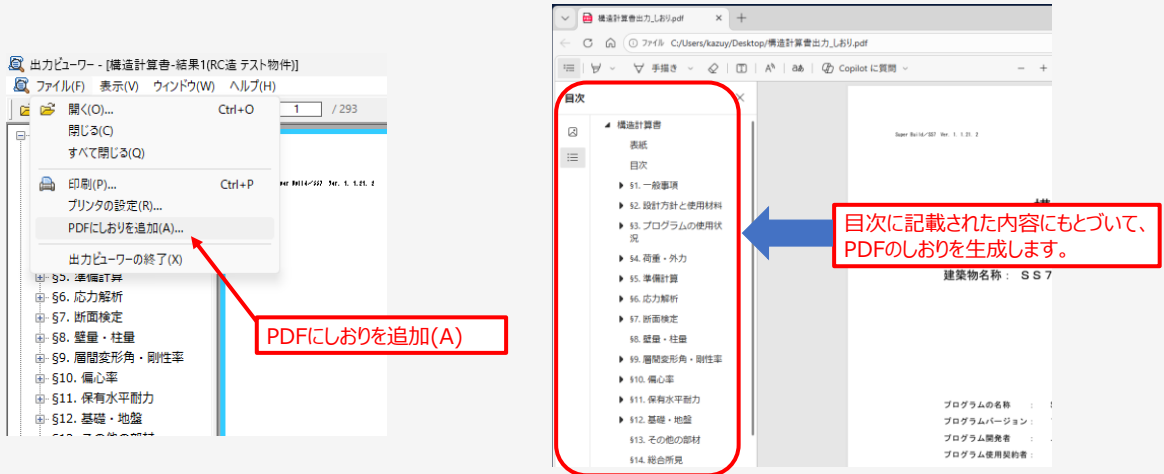 出力ビューワー - [構造計算書-結果1(RC造 テスト物件)]
ファイル(F) 表示(V) ウィンドウ(W) ヘルプ(H)
開く(O)... Ctrl+O
1 / 293
閉じる(C)
すべて閉じる(Q)
印刷(P)... Ctrl+P
プリンタの設定(R)...
PDFにしおりを追加(A)...
出力ビューワーの終了(X)
§5. 準備計算
§6. 応力解析
§7. 断面検定
§8. 壁量・柱量
§9. 層間変形角・剛性率
§10. 偏心率
§11. 保有水平耐力
§12. 基礎・地盤
PDFにしおりを追加(A)
構造計算書出力_しおり.pdf
ファイル C:/Users/kazuy/Desktop/構造計算書出力_しおり.pdf
手描き
Copilot に質問
目次
構造計算書
表紙
目次
§1. 一般事項
§2. 設計方針と使用材料
§3. プログラムの使用状
況
§4. 荷重・外力
§5. 準備計算
§6. 応力解析
§7. 断面検定
§8. 壁量・柱量
§9. 層間変形角・剛性率
§10. 偏心率
§11. 保有水平耐力
§12. 基礎・地盤
§13. その他の部材
§14. 総合所見
Super Build/SS7 Ver. 1. 1.21. 2
目次に記載された内容にもとづいて、
PDFのしおりを生成します。
建築物名称： ＳＳ７
プログラムの名称 ：
プログラムバージョン：
プログラム開発者 ：
プログラム使用契約者：